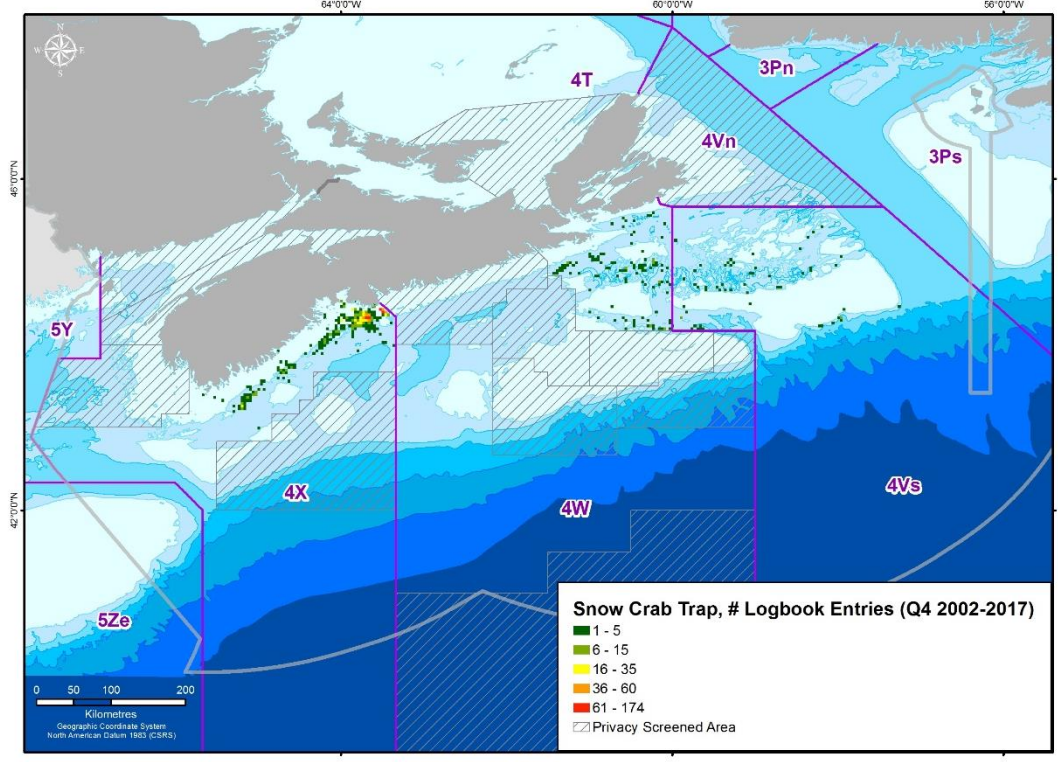 64°0'0"W
60°0'0"W
56°0'0"W
N
W E
S
3Pn
4T
4Vn
3Ps
46°0'0"N
5Y
4X
4W
4Vs
42°0'0"N
5Ze
Snow Crab Trap, # Logbook Entries (Q4 2002-2017)
1 - 5
6 - 15
16 - 35
36 - 60
61 - 174
Privacy Screened Area
0 50 100 200
Kilometres
Geographic Coordinate System
North American Datum 1983 (CSRS)